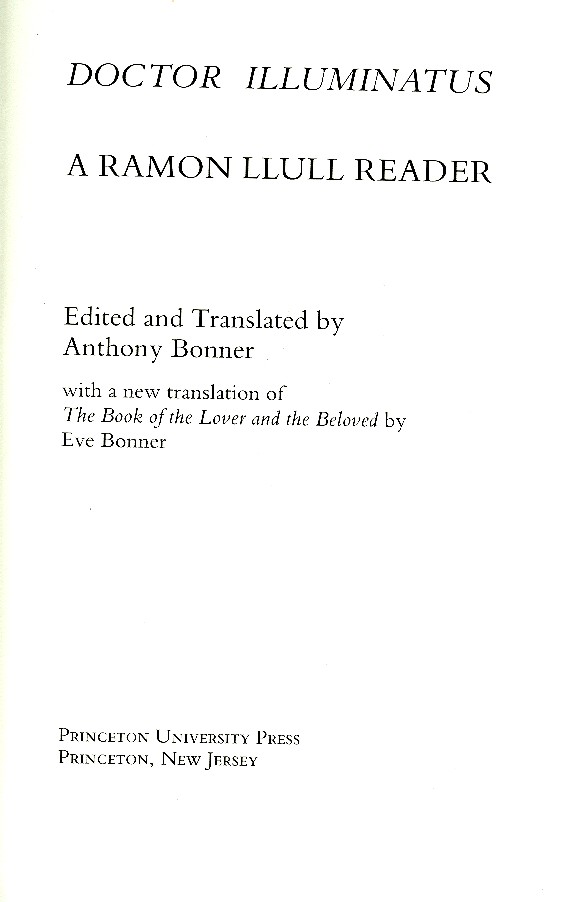 DOCTOR ILLUMINATUS
A RAMON LLULL READER
Edited and Translated by
Anthony Bonner
with a new translation of
The Book of the Lover and the Beloved by
Eve Bonner
PRINCETON UNIVERSITY PRESS
PRINCETON, NEW JERSEY